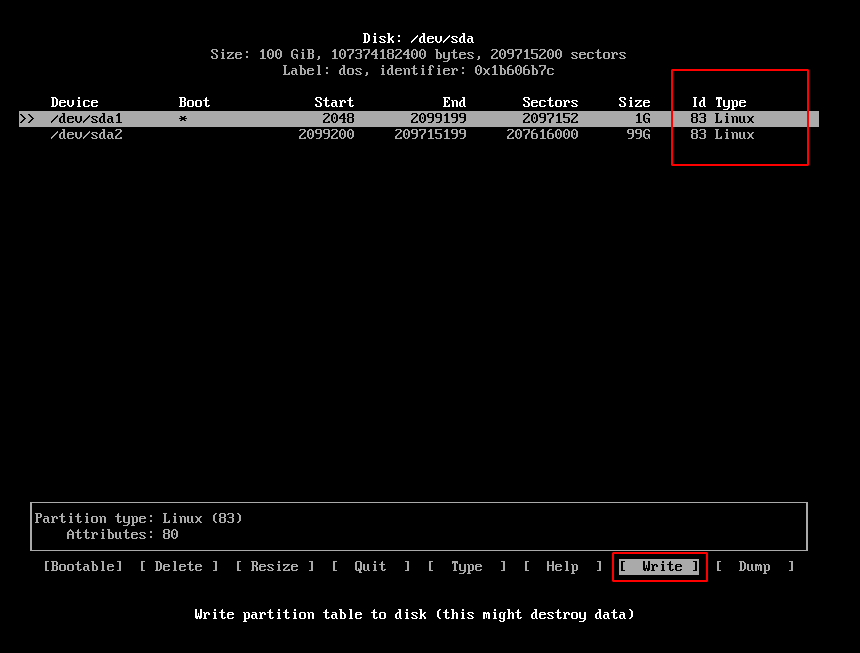 Disk: /dev/sda
Size: 100 GiB, 107374182400 bytes, 209715200 sectors
Label: dos, identifier: 0x1b606b7c
Device Boot Start End Sectors Size Id Type
>> /dev/sda1 * 2048 2099199 2097152 1G 83 Linux
/dev/sda2 2099200 209715199 207616000 99G 83 Linux
Partition type: Linux (83)
Attributes: 80
[Bootable] [ Delete ] [ Resize ] [ Quit ] [ Type ] [ Help ] [ Write ] [ Dump ]
Write partition table to disk (this might destroy data)